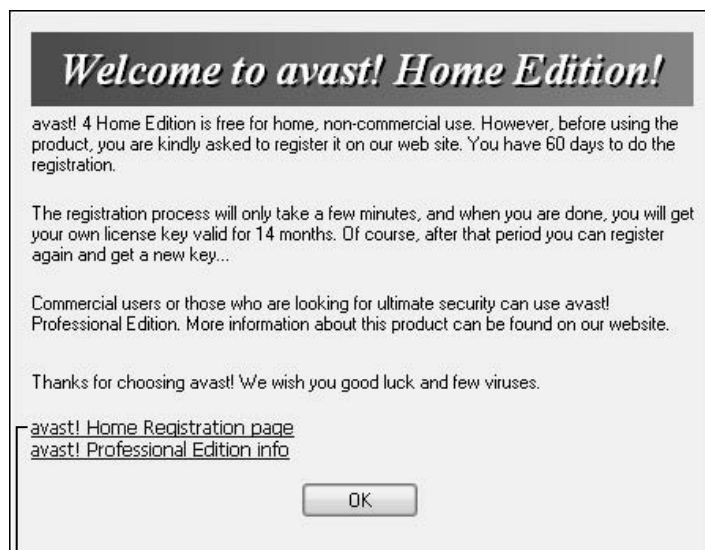 Welcome to avast! Home Edition!
avast! 4 Home Edition is free for home, non-commercial use. However, before using the
product, you are kindly asked to register it on our web site. You have 60 days to do the
registration.
The registration process will only take a few minutes, and when you are done, you will get
your own license key valid for 14 months. Of course, after that period you can register
again and get a new key...
Commercial users or those who are looking for ultimate security can use avast!
Professional Edition. More information about this product can be found on our website.
Thanks for choosing avast! We wish you good luck and few viruses.
avast! Home Registration page
avast! Professional Edition info
OK